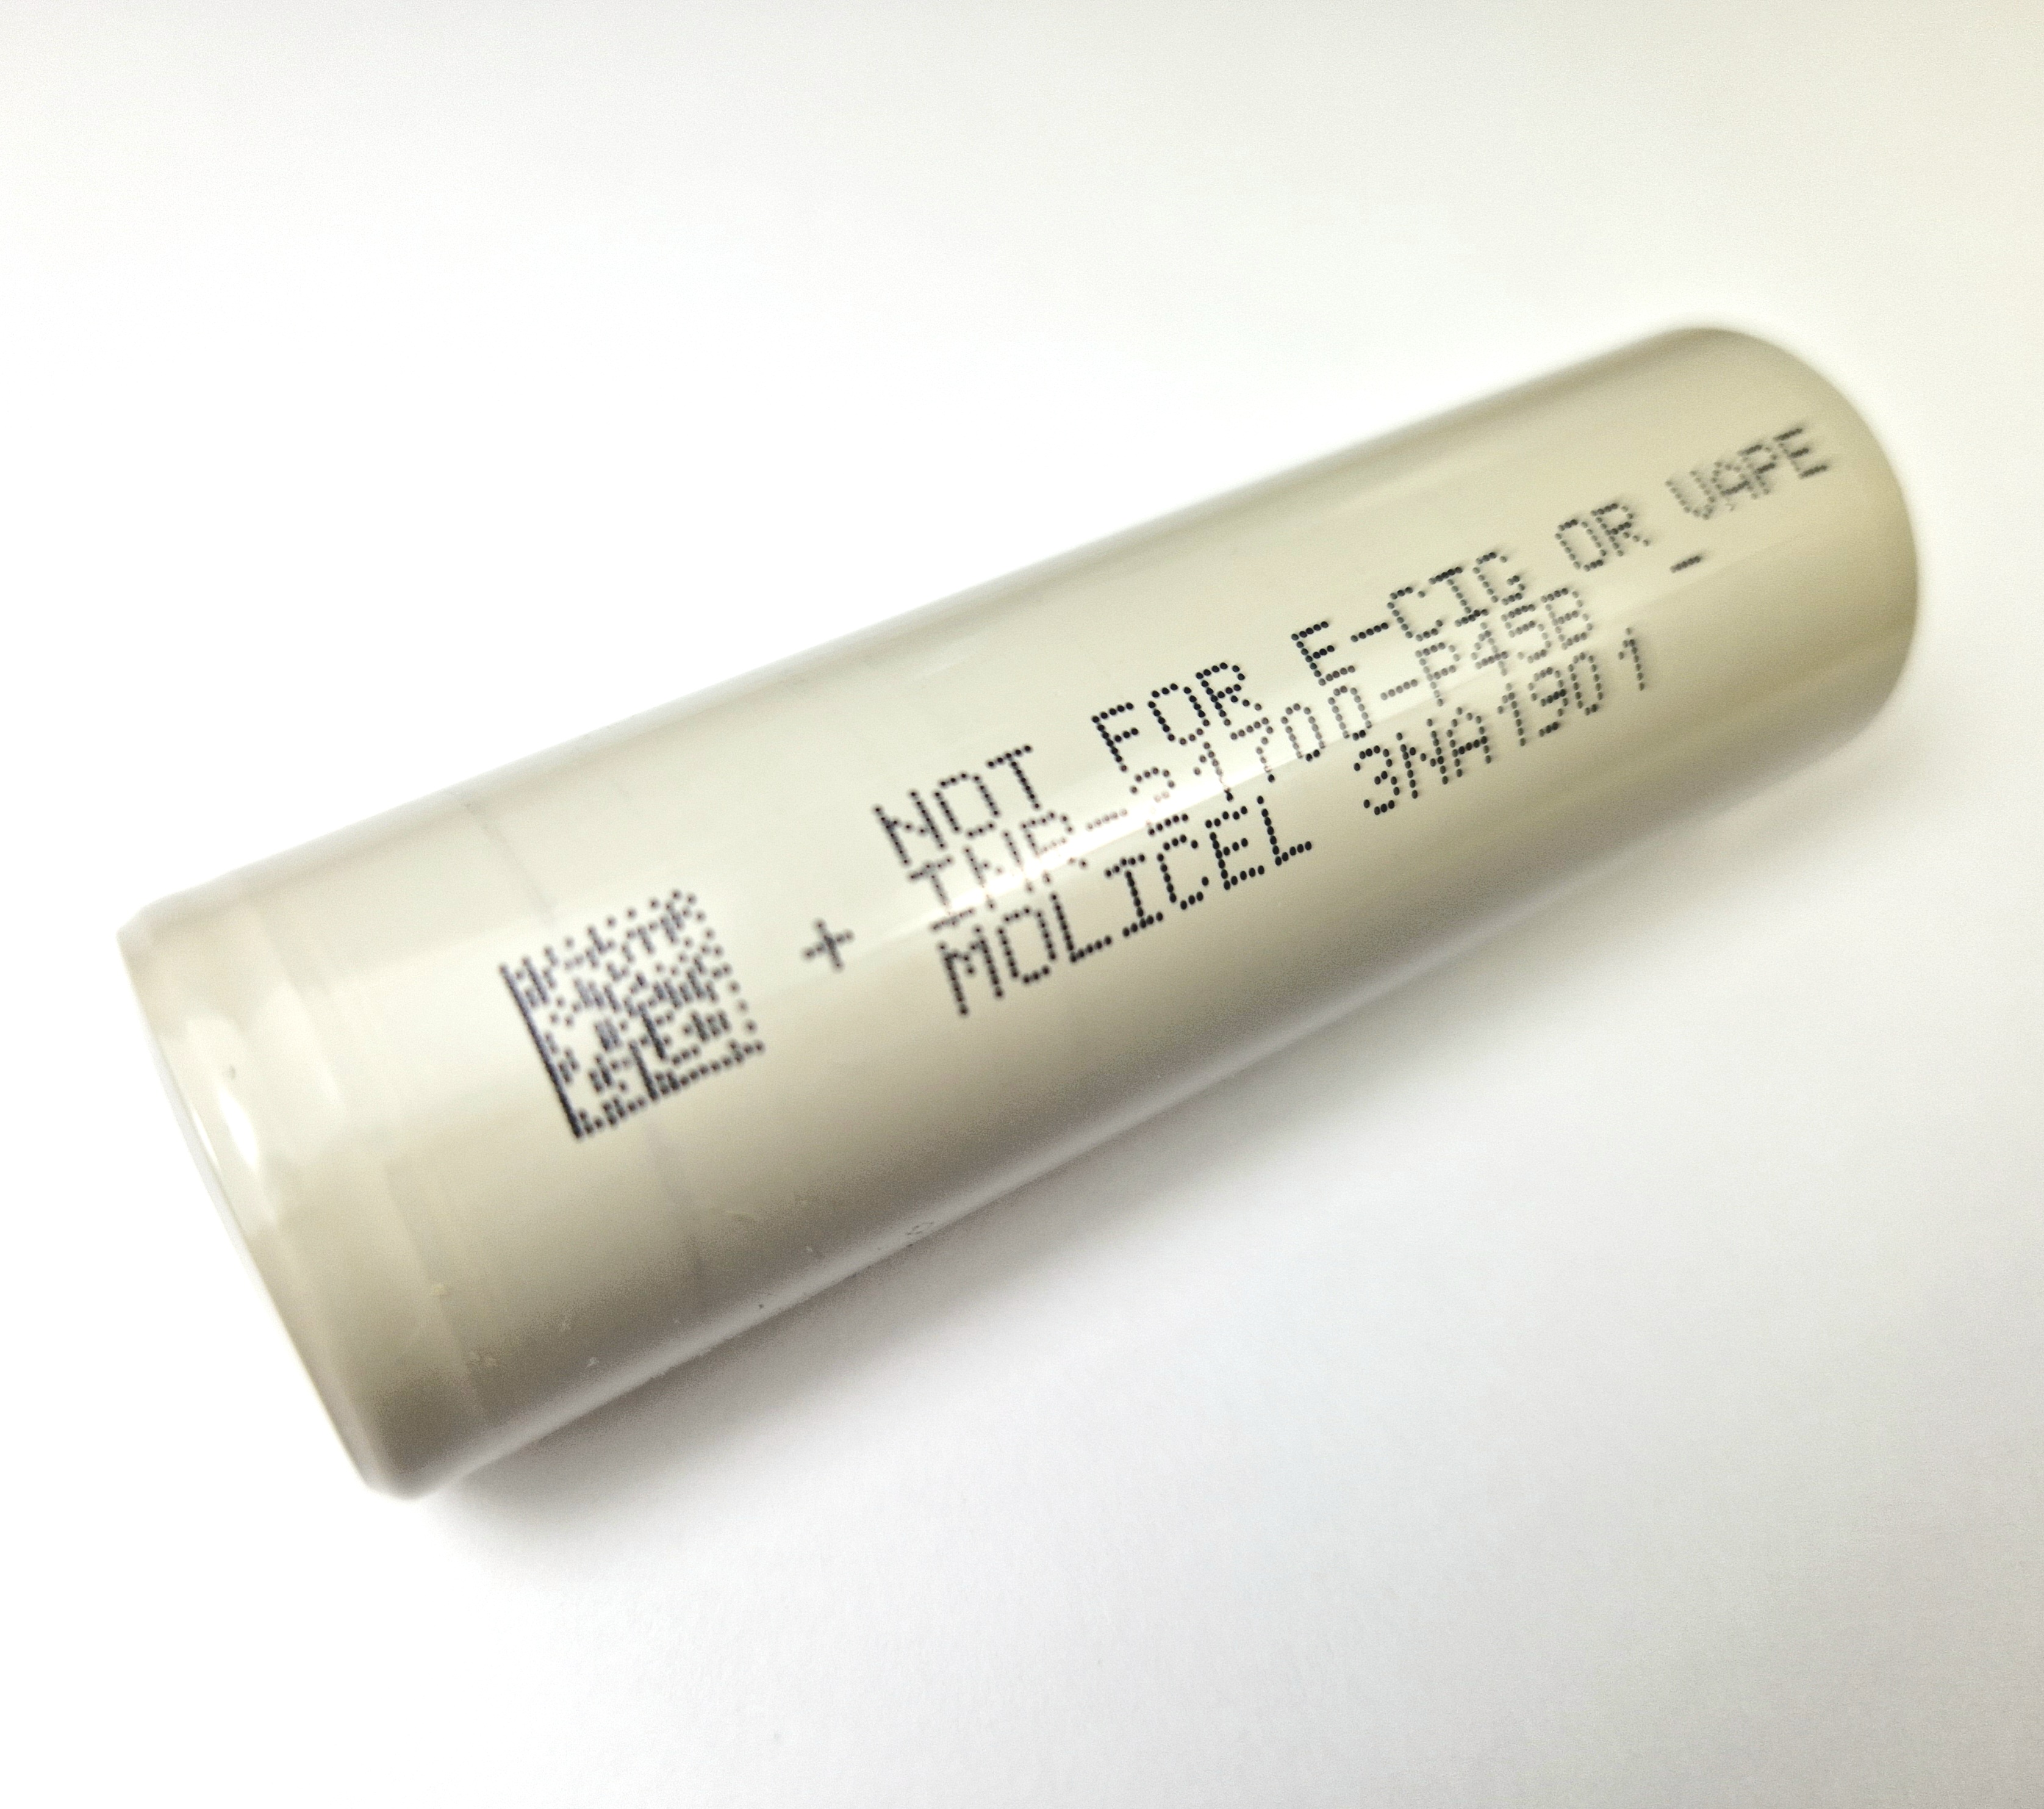 NOT FOR E-CIG OR VAPE
+ INR-21700-P45B -
MOLICEL 3NA1901